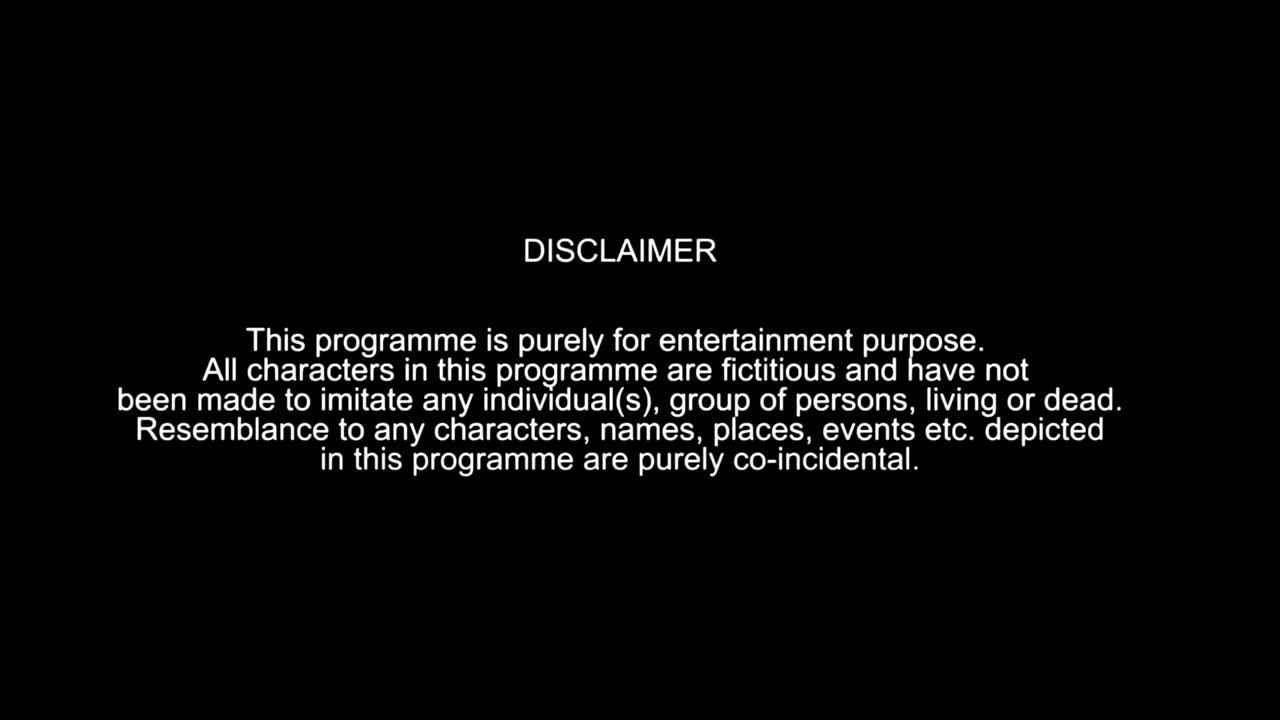 DISCLAIMER
This programme is purely for entertainment purpose.
All characters in this programme are fictitious and have not
been made to imitate any individual(s), group of persons, living or dead.
Resemblance to any characters, names, places, events etc. depicted
in this programme are purely co-incidental.